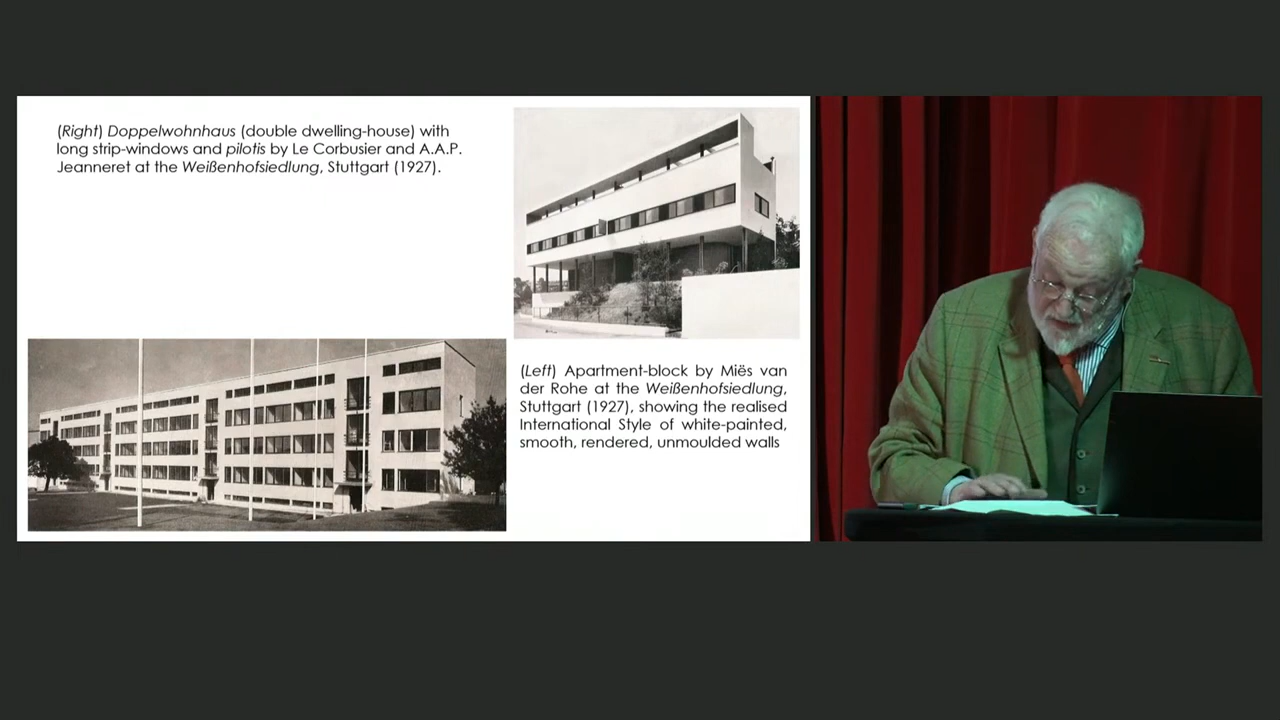 (Right) Doppelwohnhaus (double dwelling-house) with
long strip-windows and pilotis by Le Corbusier and A.A.P.
Jeanneret at the Weißenhofsiedlung, Stuttgart (1927).
(Left) Apartment-block by Miës van
der Rohe at the Weißenhofsiedlung,
Stuttgart (1927), showing the realised
International Style of white-painted,
smooth, rendered, unmoulded walls